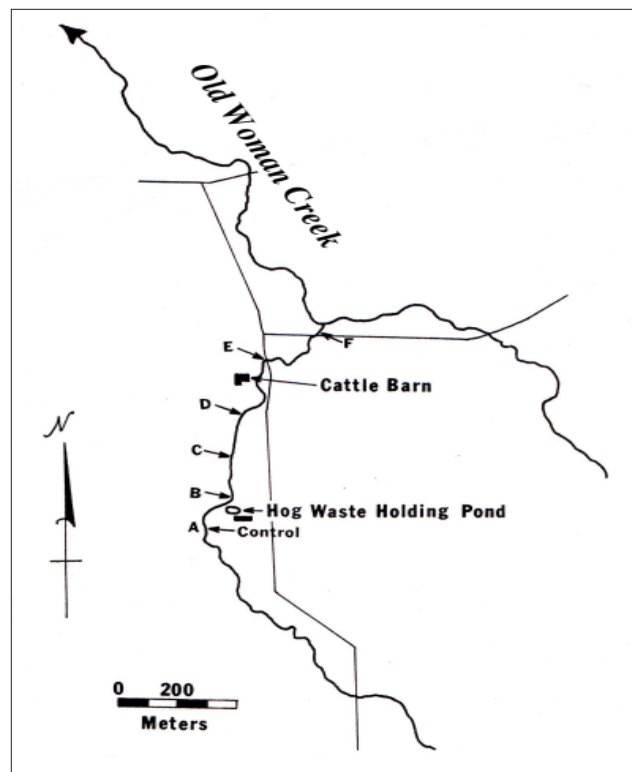 Old Woman Creek
E
F
Cattle Barn
D
N
C
B
Hog Waste Holding Pond
A
Control
0 200
Meters